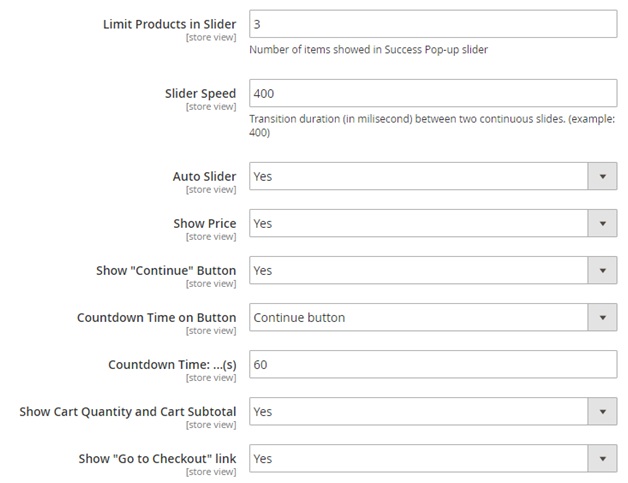 Limit Products in Slider 3
[store view]
Number of items showed in Success Pop-up slider
Slider Speed 400
[store view]
Transition duration (in milisecond) between two continuous slides. (example:
400)
Auto Slider Yes
[store view]
Show Price Yes
[store view]
Show "Continue" Button Yes
[store view]
Countdown Time on Button Continue button
[store view]
Countdown Time: ...(s) 60
[store view]
Show Cart Quantity and Cart Subtotal Yes
[store view]
Show "Go to Checkout" link Yes
[store view]